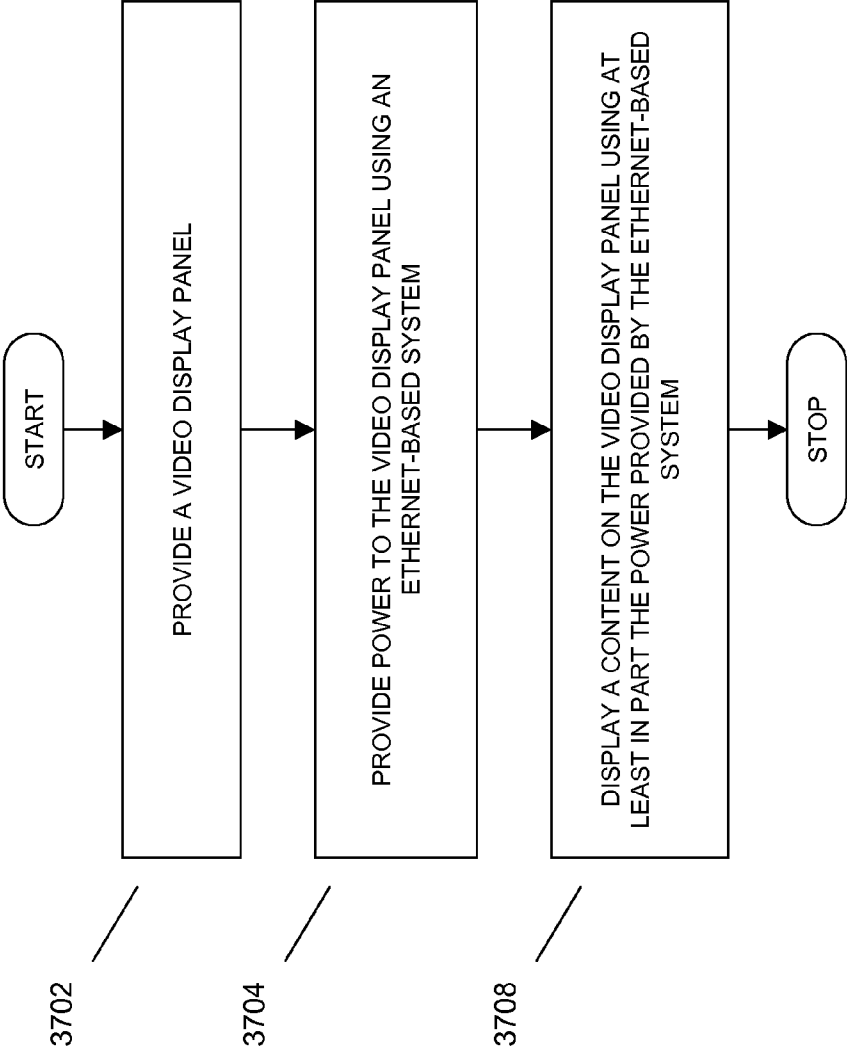 START
3702
PROVIDE A VIDEO DISPLAY PANEL
3704
PROVIDE POWER TO THE VIDEO DISPLAY PANEL USING AN
ETHERNET-BASED SYSTEM
3708
DISPLAY A CONTENT ON THE VIDEO DISPLAY PANEL USING AT
LEAST IN PART THE POWER PROVIDED BY THE ETHERNET-BASED
SYSTEM
STOP